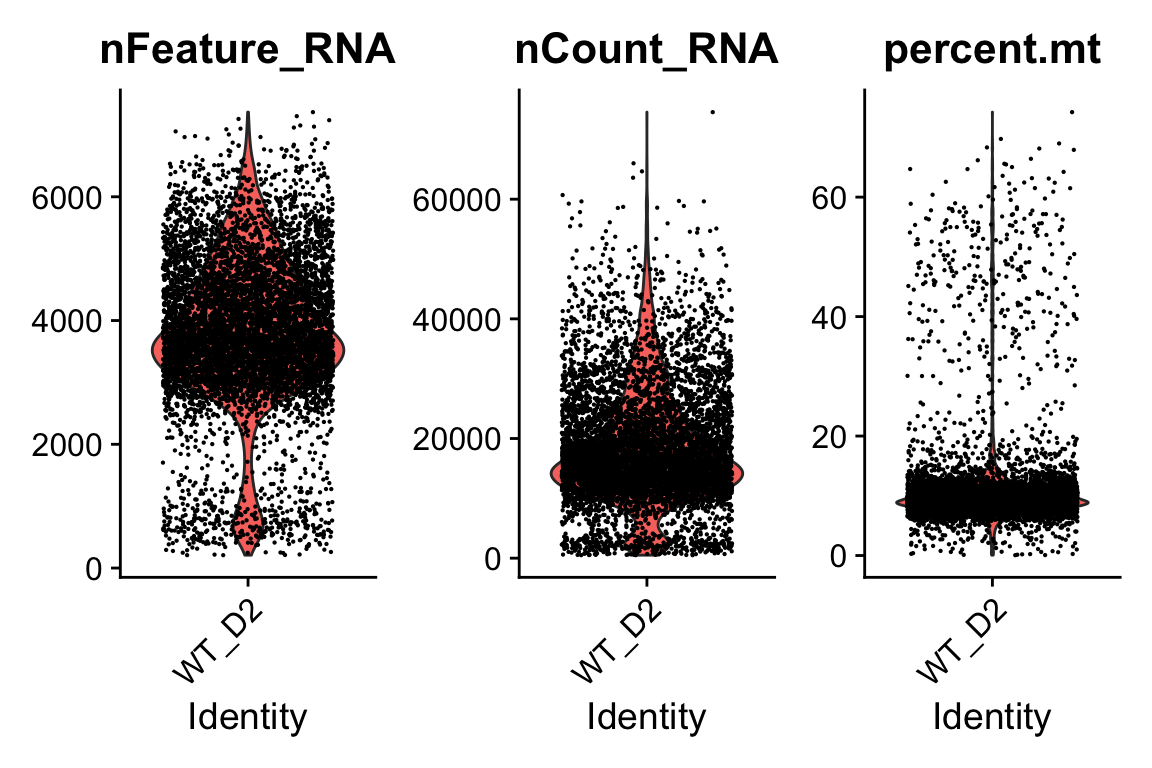 nFeature_RNA
6000
4000
2000
0
WT_D2
Identity
nCount_RNA
60000
40000
20000
0
WT_D2
Identity
percent.mt
60
40
20
0
WT_D2
Identity